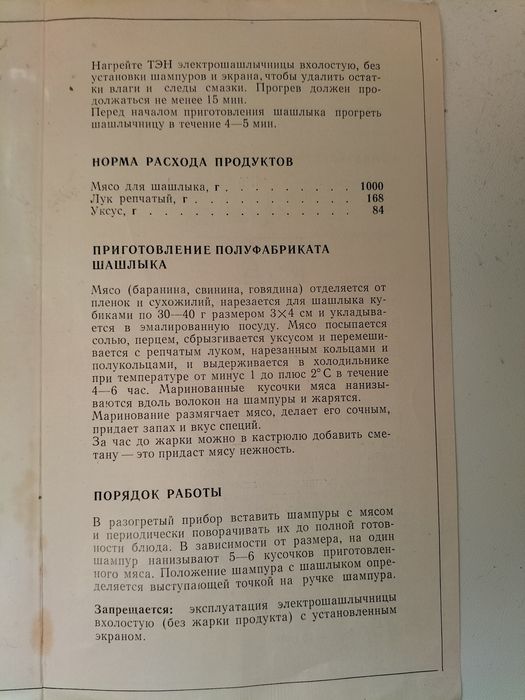 Нагрейте ТЭН электрошашлычницы вхолостую, без
установки шампуров и экрана, чтобы удалить остат-
ки влаги и следы смазки. Прогрев должен про-
должаться не менее 15 мин.
Перед началом приготовления шашлыка прогреть
шашлычницу в течение 4—5 мин.
НОРМА РАСХОДА ПРОДУКТОВ
Мясо для шашлыка, г . . . . . . . . . 1000
Лук репчатый, г . . . . . . . . . . . . 168
Уксус, г . . . . . . . . . . . . . . 84
ПРИГОТОВЛЕНИЕ ПОЛУФАБРИКАТА
ШАШЛЫКА
Мясо (баранина, свинина, говядина) отделяется от
пленок и сухожилий, нарезается для шашлыка ку-
биками по 30—40 г размером 3×4 см и укладыва-
ется в эмалированную посуду. Мясо посыпается
солью, перцем, сбрызгивается уксусом и перемеши-
вается с репчатым луком, нарезанным кольцами и
полукольцами, и выдерживается в холодильнике
при температуре от минус 1 до плюс 2° С в течение
4—6 час. Маринованные кусочки мяса нанизы-
ваются вдоль волокон на шампуры и жарятся.
Маринование размягчает мясо, делает его сочным,
придает запах и вкус специй.
За час до жарки можно в кастрюлю добавить сме-
тану — это придаст мясу нежность.
ПОРЯДОК РАБОТЫ
В разогретый прибор вставить шампуры с мясом
и периодически поворачивать их до полной готов-
ности блюда. В зависимости от размера, на один
шампур нанизывают 5—6 кусочков приготовлен-
ного мяса. Положение шампура с шашлыком опре-
деляется выступающей точкой на ручке шампура.
Запрещается: эксплуатация электрошашлычницы
вхолостую (без жарки продукта) с установленным
экраном.